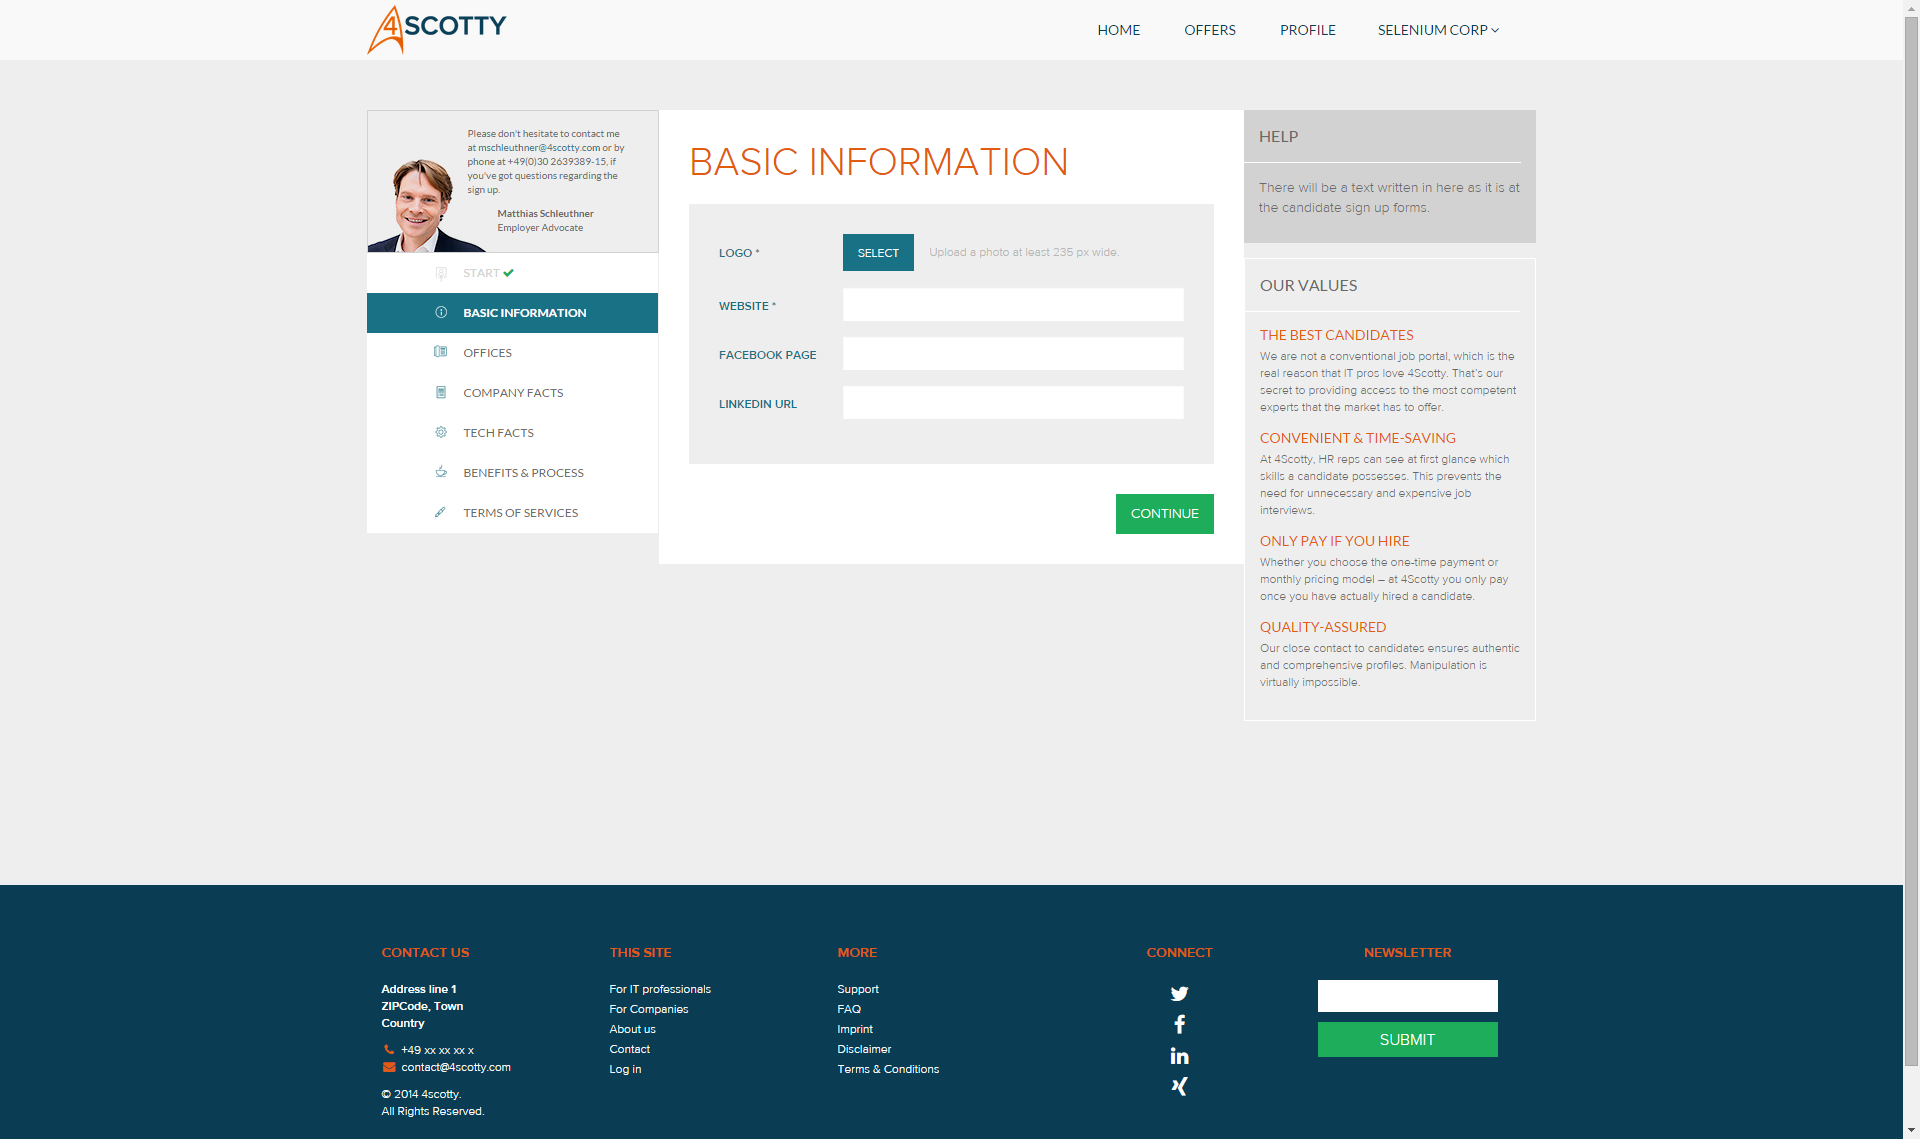 4SCOTTY
HOME
OFFERS
PROFILE
SELENIUM CORP
Please don't hesitate to contact me
at mschleuthner@4scotty.com or by
phone at +49(0)30 2639389-15, if
you've got questions regarding the
sign up.
Matthias Schleuthner
Employer Advocate
START
BASIC INFORMATION
OFFICES
COMPANY FACTS
TECH FACTS
BENEFITS & PROCESS
TERMS OF SERVICES
BASIC INFORMATION
LOGO *
SELECT
Upload a photo at least 235 px wide.
WEBSITE *
FACEBOOK PAGE
LINKEDIN URL
CONTINUE
HELP
There will be a text written in here as it is at
the candidate sign up forms.
OUR VALUES
THE BEST CANDIDATES
We are not a conventional job portal, which is the
real reason that IT pros love 4Scotty. That's our
secret to providing access to the most competent
experts that the market has to offer.
CONVENIENT & TIME-SAVING
At 4Scotty, HR reps can see at first glance which
skills a candidate possesses. This prevents the
need for unnecessary and expensive job
interviews.
ONLY PAY IF YOU HIRE
Whether you choose the one-time payment or
monthly pricing model – at 4Scotty you only pay
once you have actually hired a candidate.
QUALITY-ASSURED
Our close contact to candidates ensures authentic
and comprehensive profiles. Manipulation is
virtually impossible.
CONTACT US
Address line 1
ZIPCode, Town
Country
+49 xx xx xx x
contact@4scotty.com
© 2014 4scotty.
All Rights Reserved.
THIS SITE
For IT professionals
For Companies
About us
Contact
Log in
MORE
Support
FAQ
Imprint
Disclaimer
Terms & Conditions
CONNECT
NEWSLETTER
SUBMIT